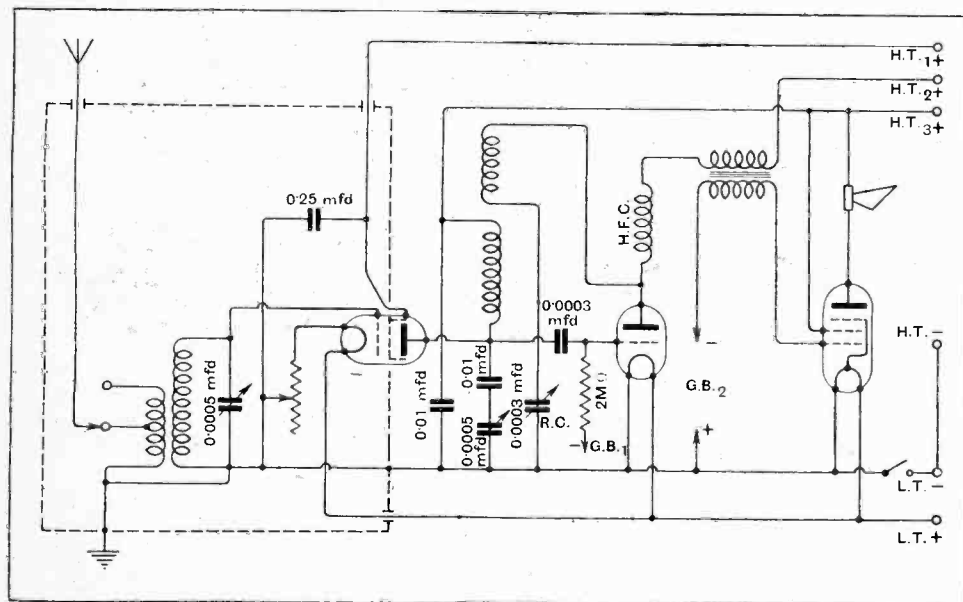 H.T.1+
H.T.2+
H.T.3+
0·25 mfd
H.F.C.
0·0003
mfd
H.T.−
0·0005 mfd
0·01 mfd
·01 mfd
0·0005
mfd
0·0003 mfd
R.C.
2MΩ
−G.B.1
−
G.B.2
+
L.T.−
L.T.+